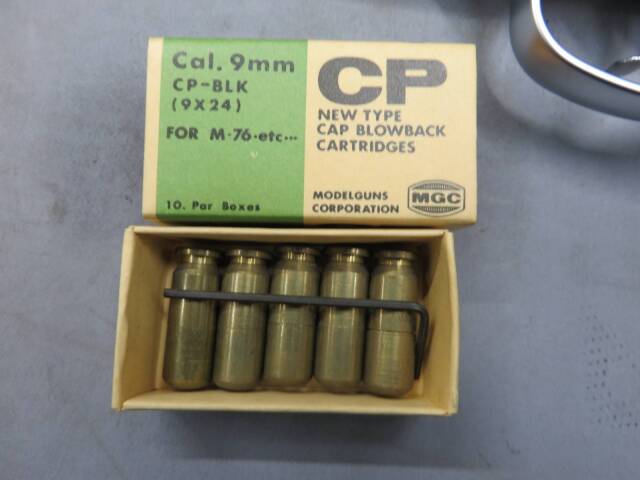 Cal. 9mm
CP-BLK
(9X24)
FOR M-76-etc...
10. Par Boxes
CP
NEW TYPE
CAP BLOWBACK
CARTRIDGES
MODELGUNS
CORPORATION
MGC